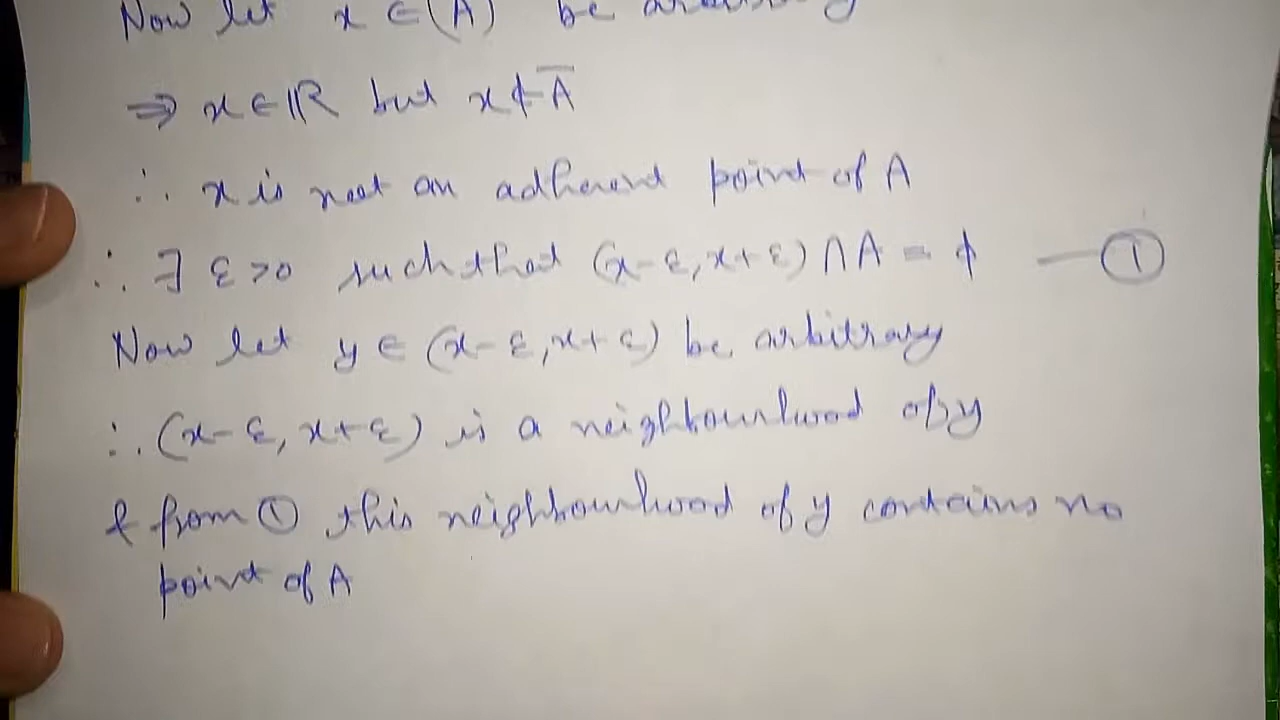 Now let x ∈ (A) be
⇒ x ∈ ℝ but x ∉ A̅
∴ x is not an adherent point of A
∴ ∃ ε > 0 such that (x-ε, x+ε) ∩ A = ϕ — ①
Now let y ∈ (x-ε, x+ε) be arbitrary
∴ (x-ε, x+ε) is a neighbourhood of y
& from ① this neighbourhood of y contains no
point of A